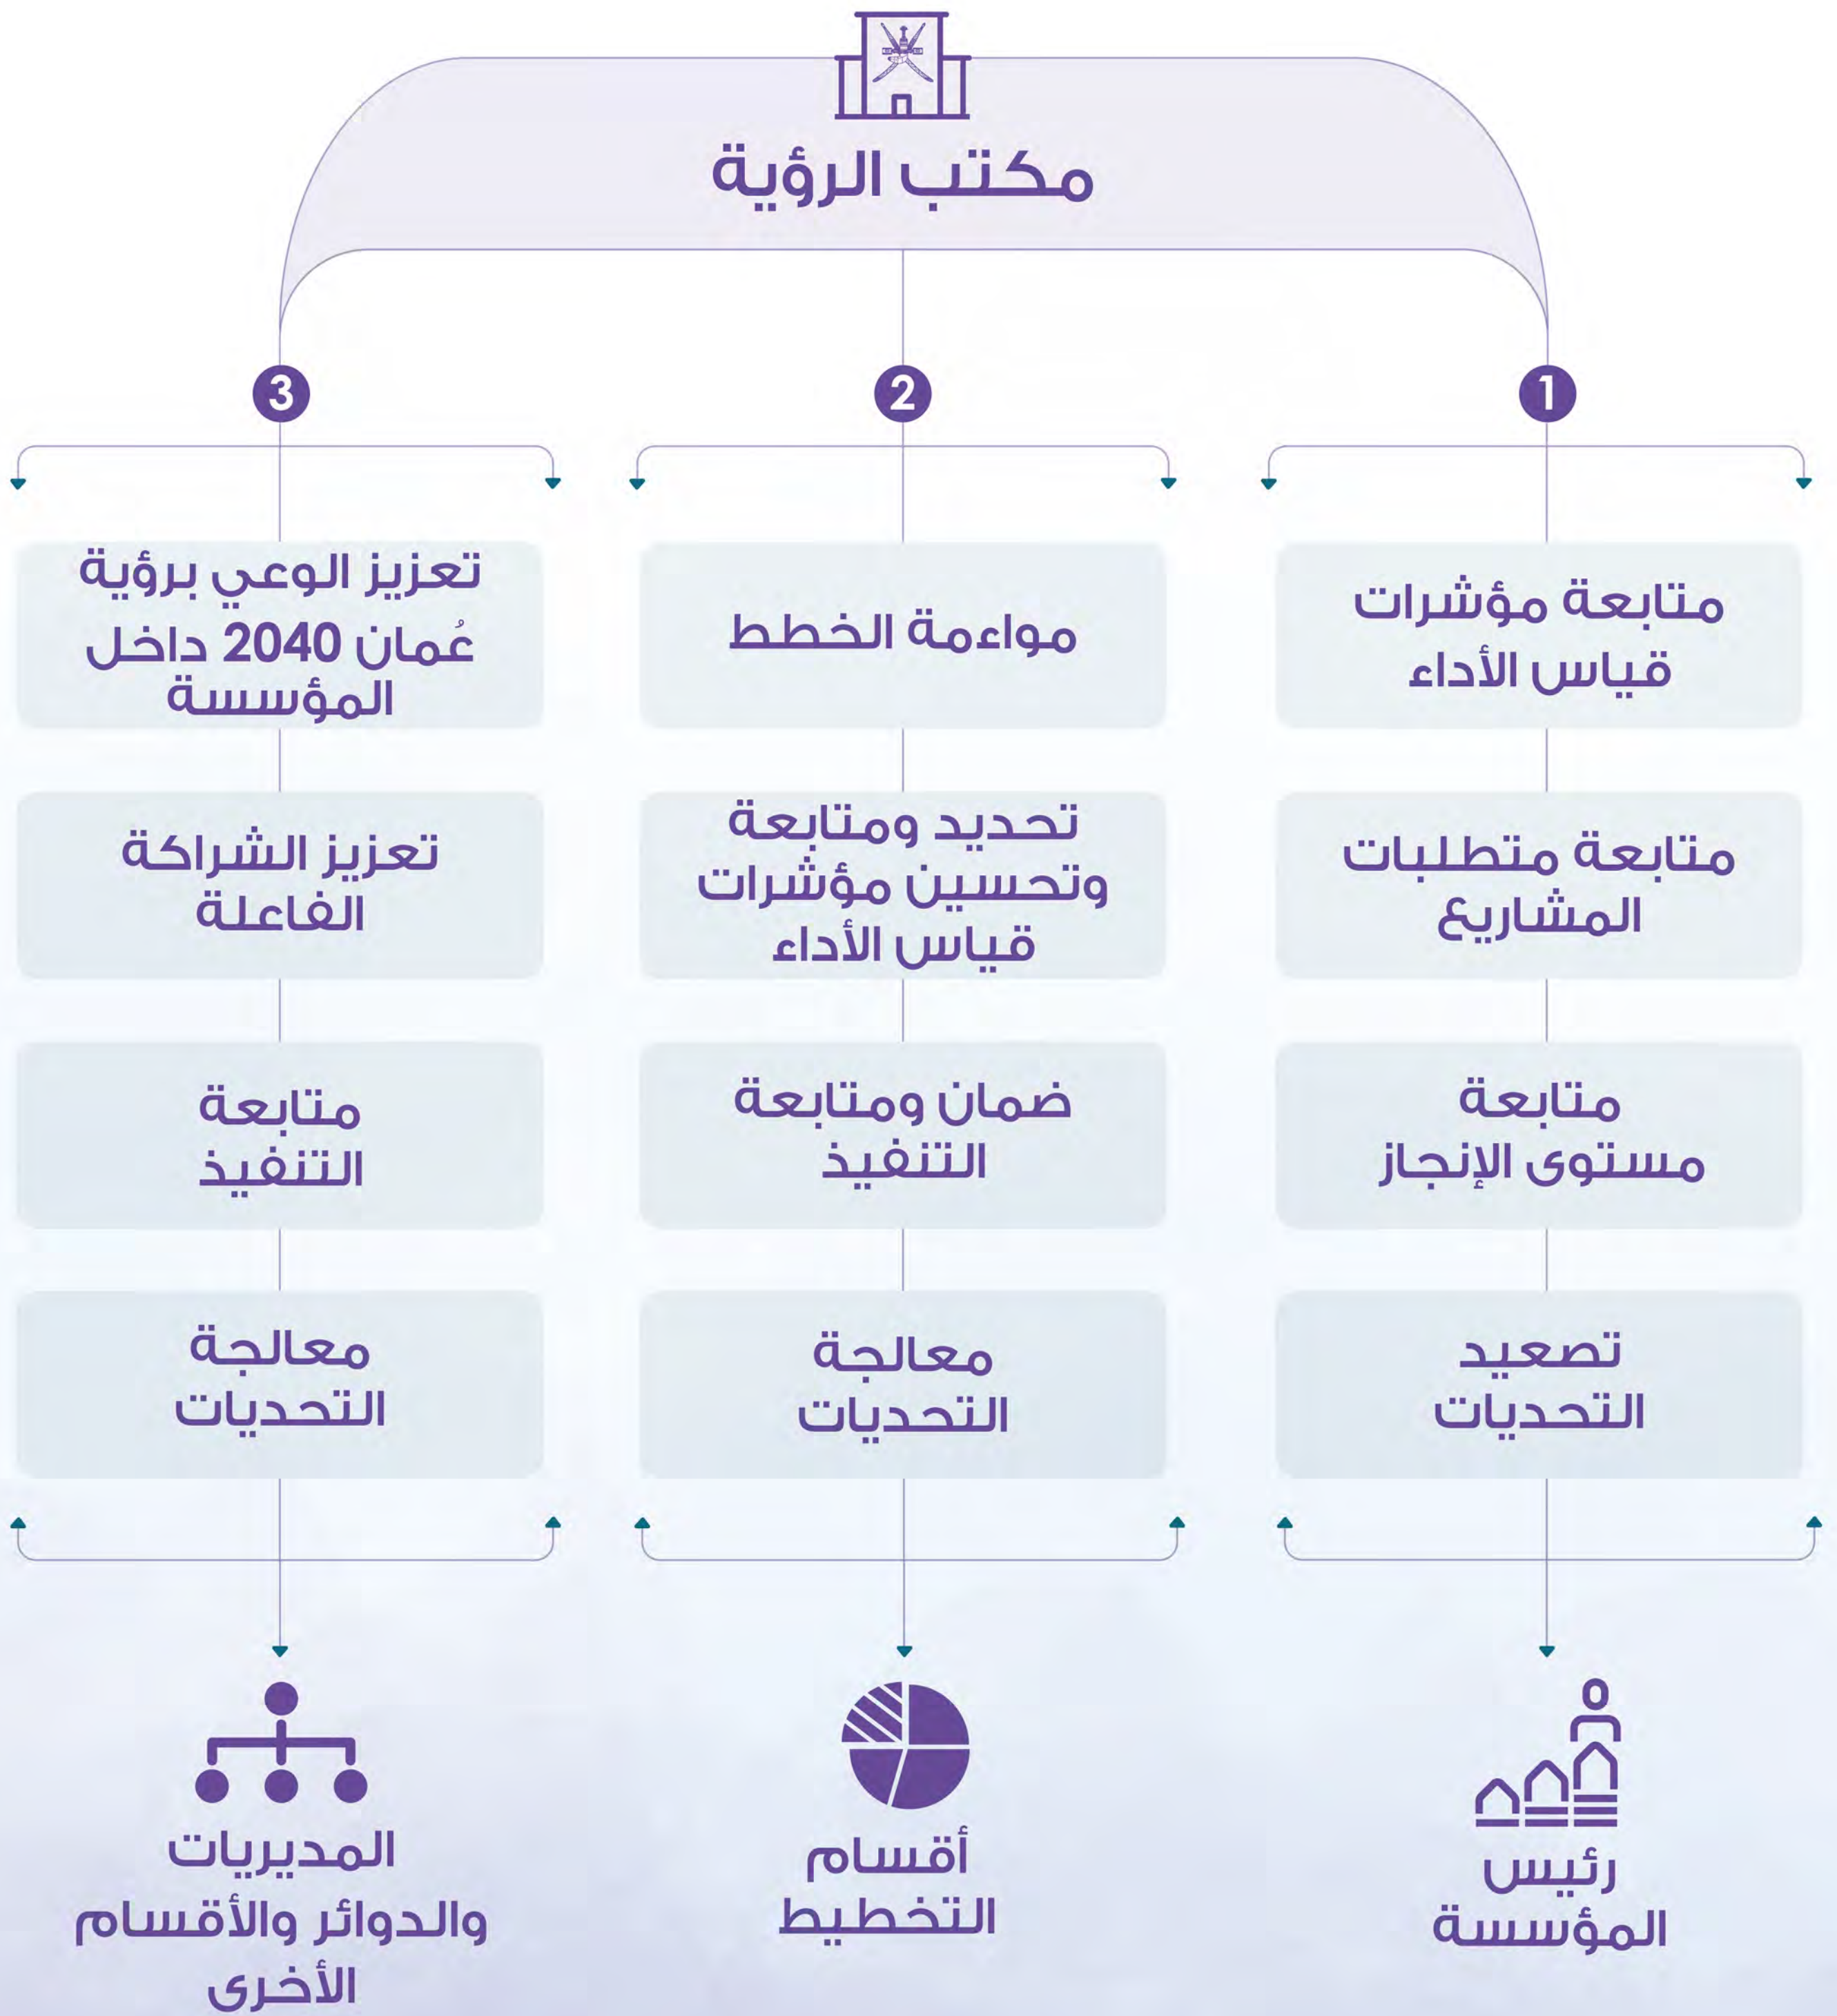 مكتب الرؤية
1
متابعة مؤشرات
قياس الأداء
متابعة متطلبات
المشاريع
متابعة
مستوى الإنجاز
تصعيد
التحديات
رئيس
المؤسسة
2
مواءمة الخطط
تحديد ومتابعة
وتحسين مؤشرات
قياس الأداء
ضمان ومتابعة
التنفيذ
معالجة
التحديات
أقسام
التخطيط
3
تعزيز الوعي برؤية
عُمان 2040 داخل
المؤسسة
تعزيز الشراكة
الفاعلة
متابعة
التنفيذ
معالجة
التحديات
المديريات
والدوائر والأقسام
الأخرى